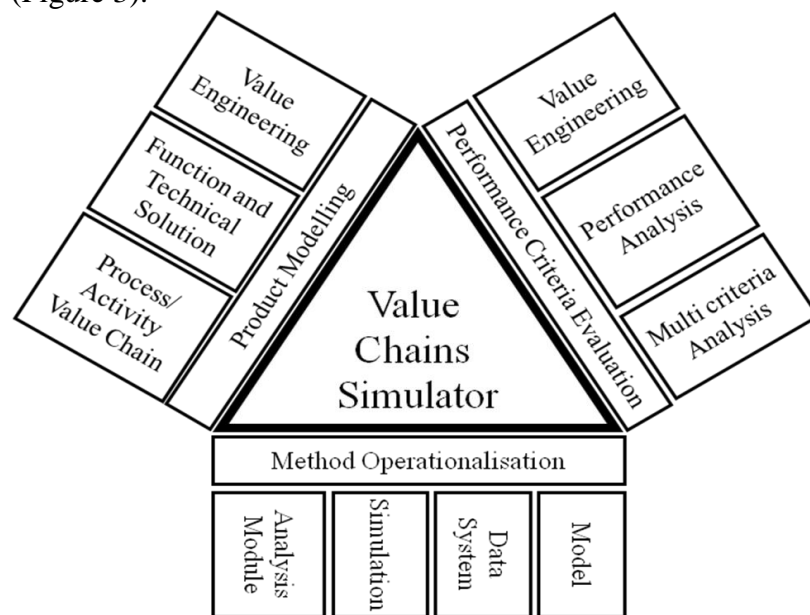 (Figure 3).
Value
Engineering
Function and
Technical
Solution
Process/
Activity
Value Chain
Product Modelling
Value
Engineering
Performance
Analysis
Multi criteria
Analysis
Performance Criteria Evaluation
Value
Chains
Simulator
Method Operationalisation
Analysis
Module
Simulation
Data
System
Model